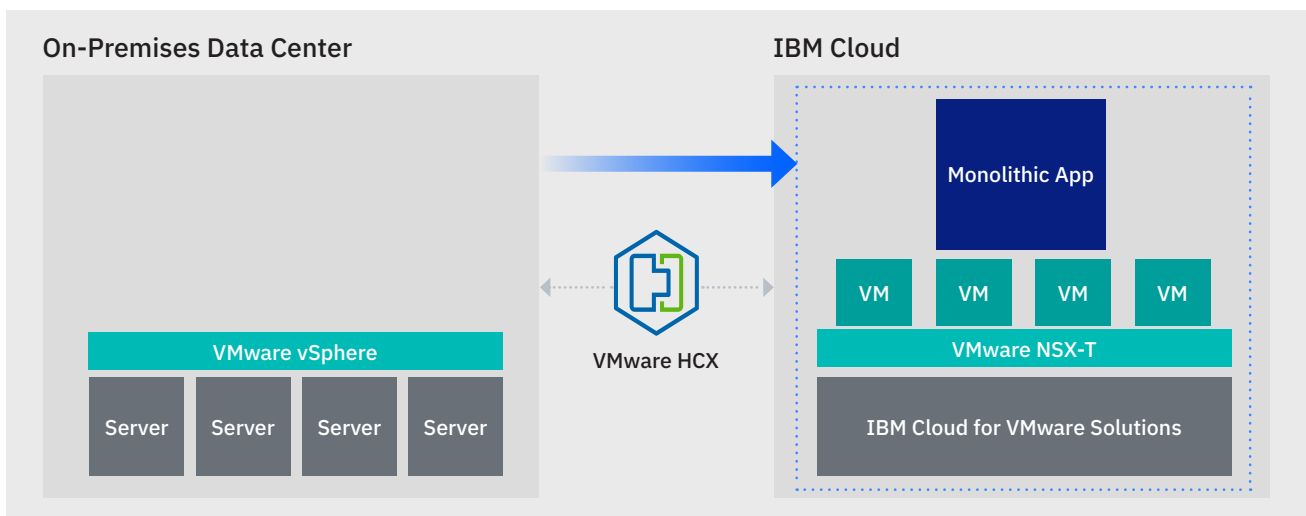 On-Premises Data Center
IBM Cloud
Monolithic App
VM
VM
VM
VM
VMware vSphere
VMware HCX
VMware NSX-T
Server
Server
Server
Server
IBM Cloud for VMware Solutions